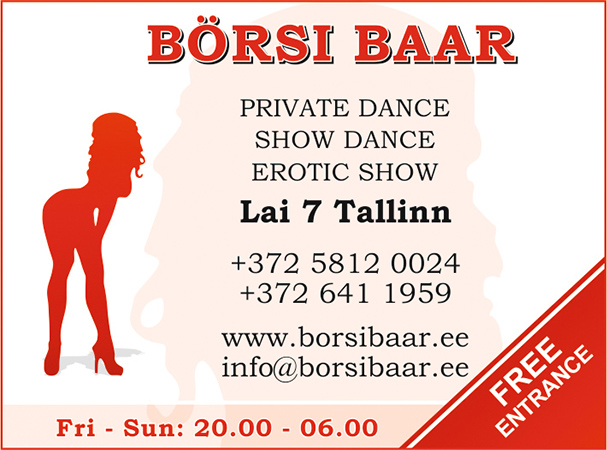 BÖRSI BAAR
PRIVATE DANCE
SHOW DANCE
EROTIC SHOW
Lai 7 Tallinn
+372 5812 0024
+372 641 1959
www.borsibaar.ee
info@borsibaar.ee
FREE
ENTRANCE
Fri - Sun: 20.00 - 06.00